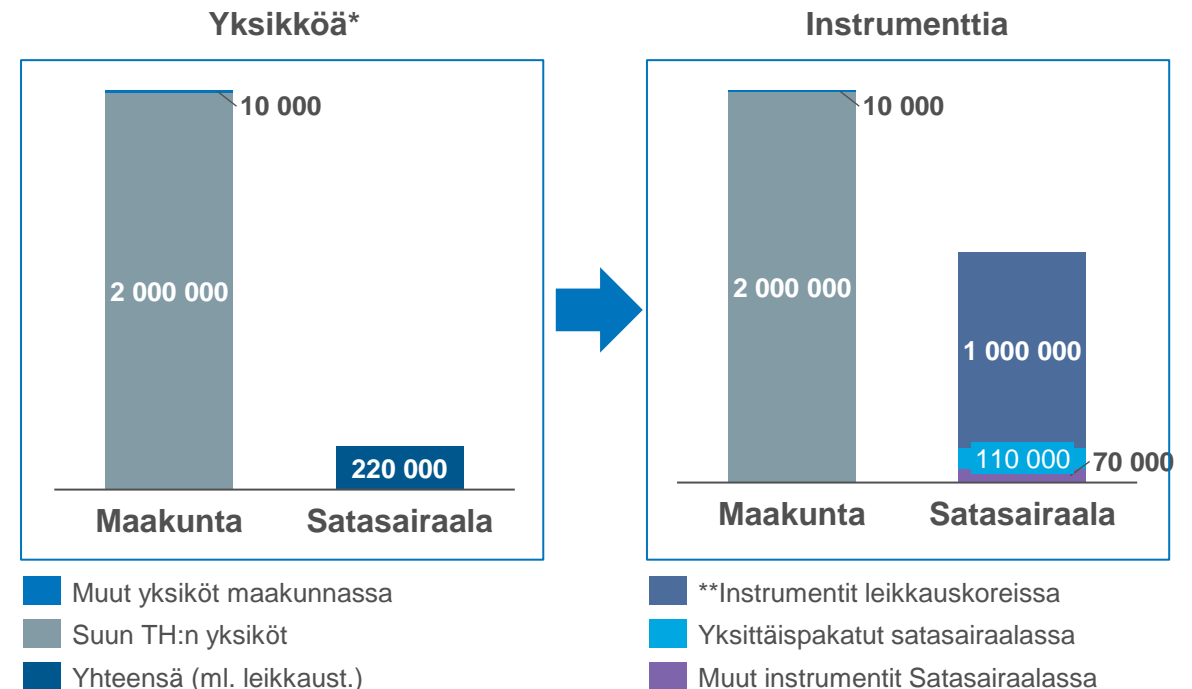 Yksikköä*
10 000
2 000 000
220 000
Maakunta Satasairaala
Muut yksiköt maakunnassa
Suun TH:n yksiköt
Yhteensä (ml. leikkaust.)
Instrumenttia
10 000
2 000 000
1 000 000
110 000
70 000
Maakunta Satasairaala
**Instrumentit leikkauskoreissa
Yksittäispakatut satasairaalassa
Muut instrumentit Satasairaalassa